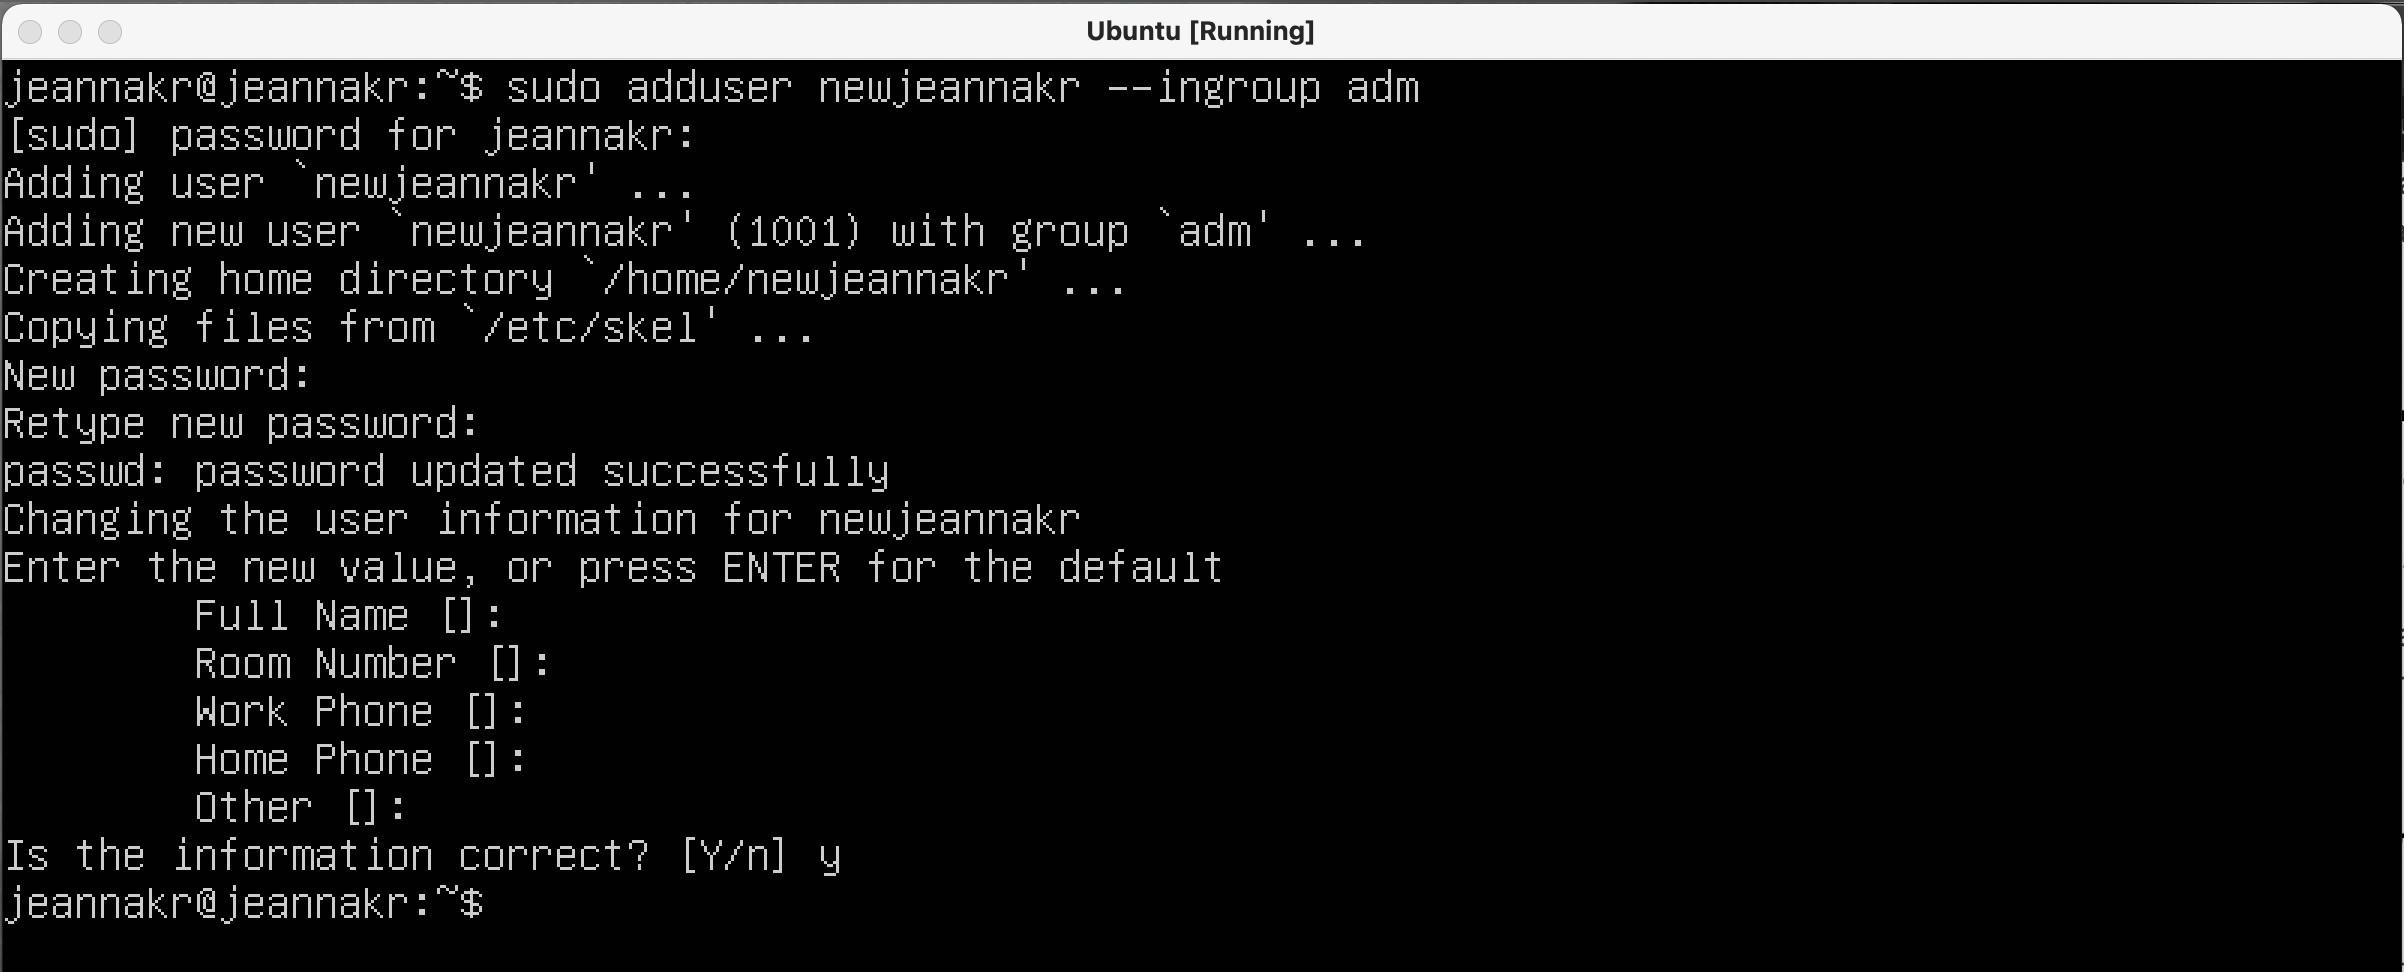 Ubuntu [Running]
jeannakr@jeannakr:~$ sudo adduser newjeannakr --ingroup adm
[sudo] password for jeannakr:
Adding user `newjeannakr' ...
Adding new user `newjeannakr' (1001) with group `adm' ...
Creating home directory `/home/newjeannakr' ...
Copying files from `/etc/skel' ...
New password:
Retype new password:
passwd: password updated successfully
Changing the user information for newjeannakr
Enter the new value, or press ENTER for the default
Full Name []:
Room Number []:
Work Phone []:
Home Phone []:
Other []:
Is the information correct? [Y/n] y
jeannakr@jeannakr:~$